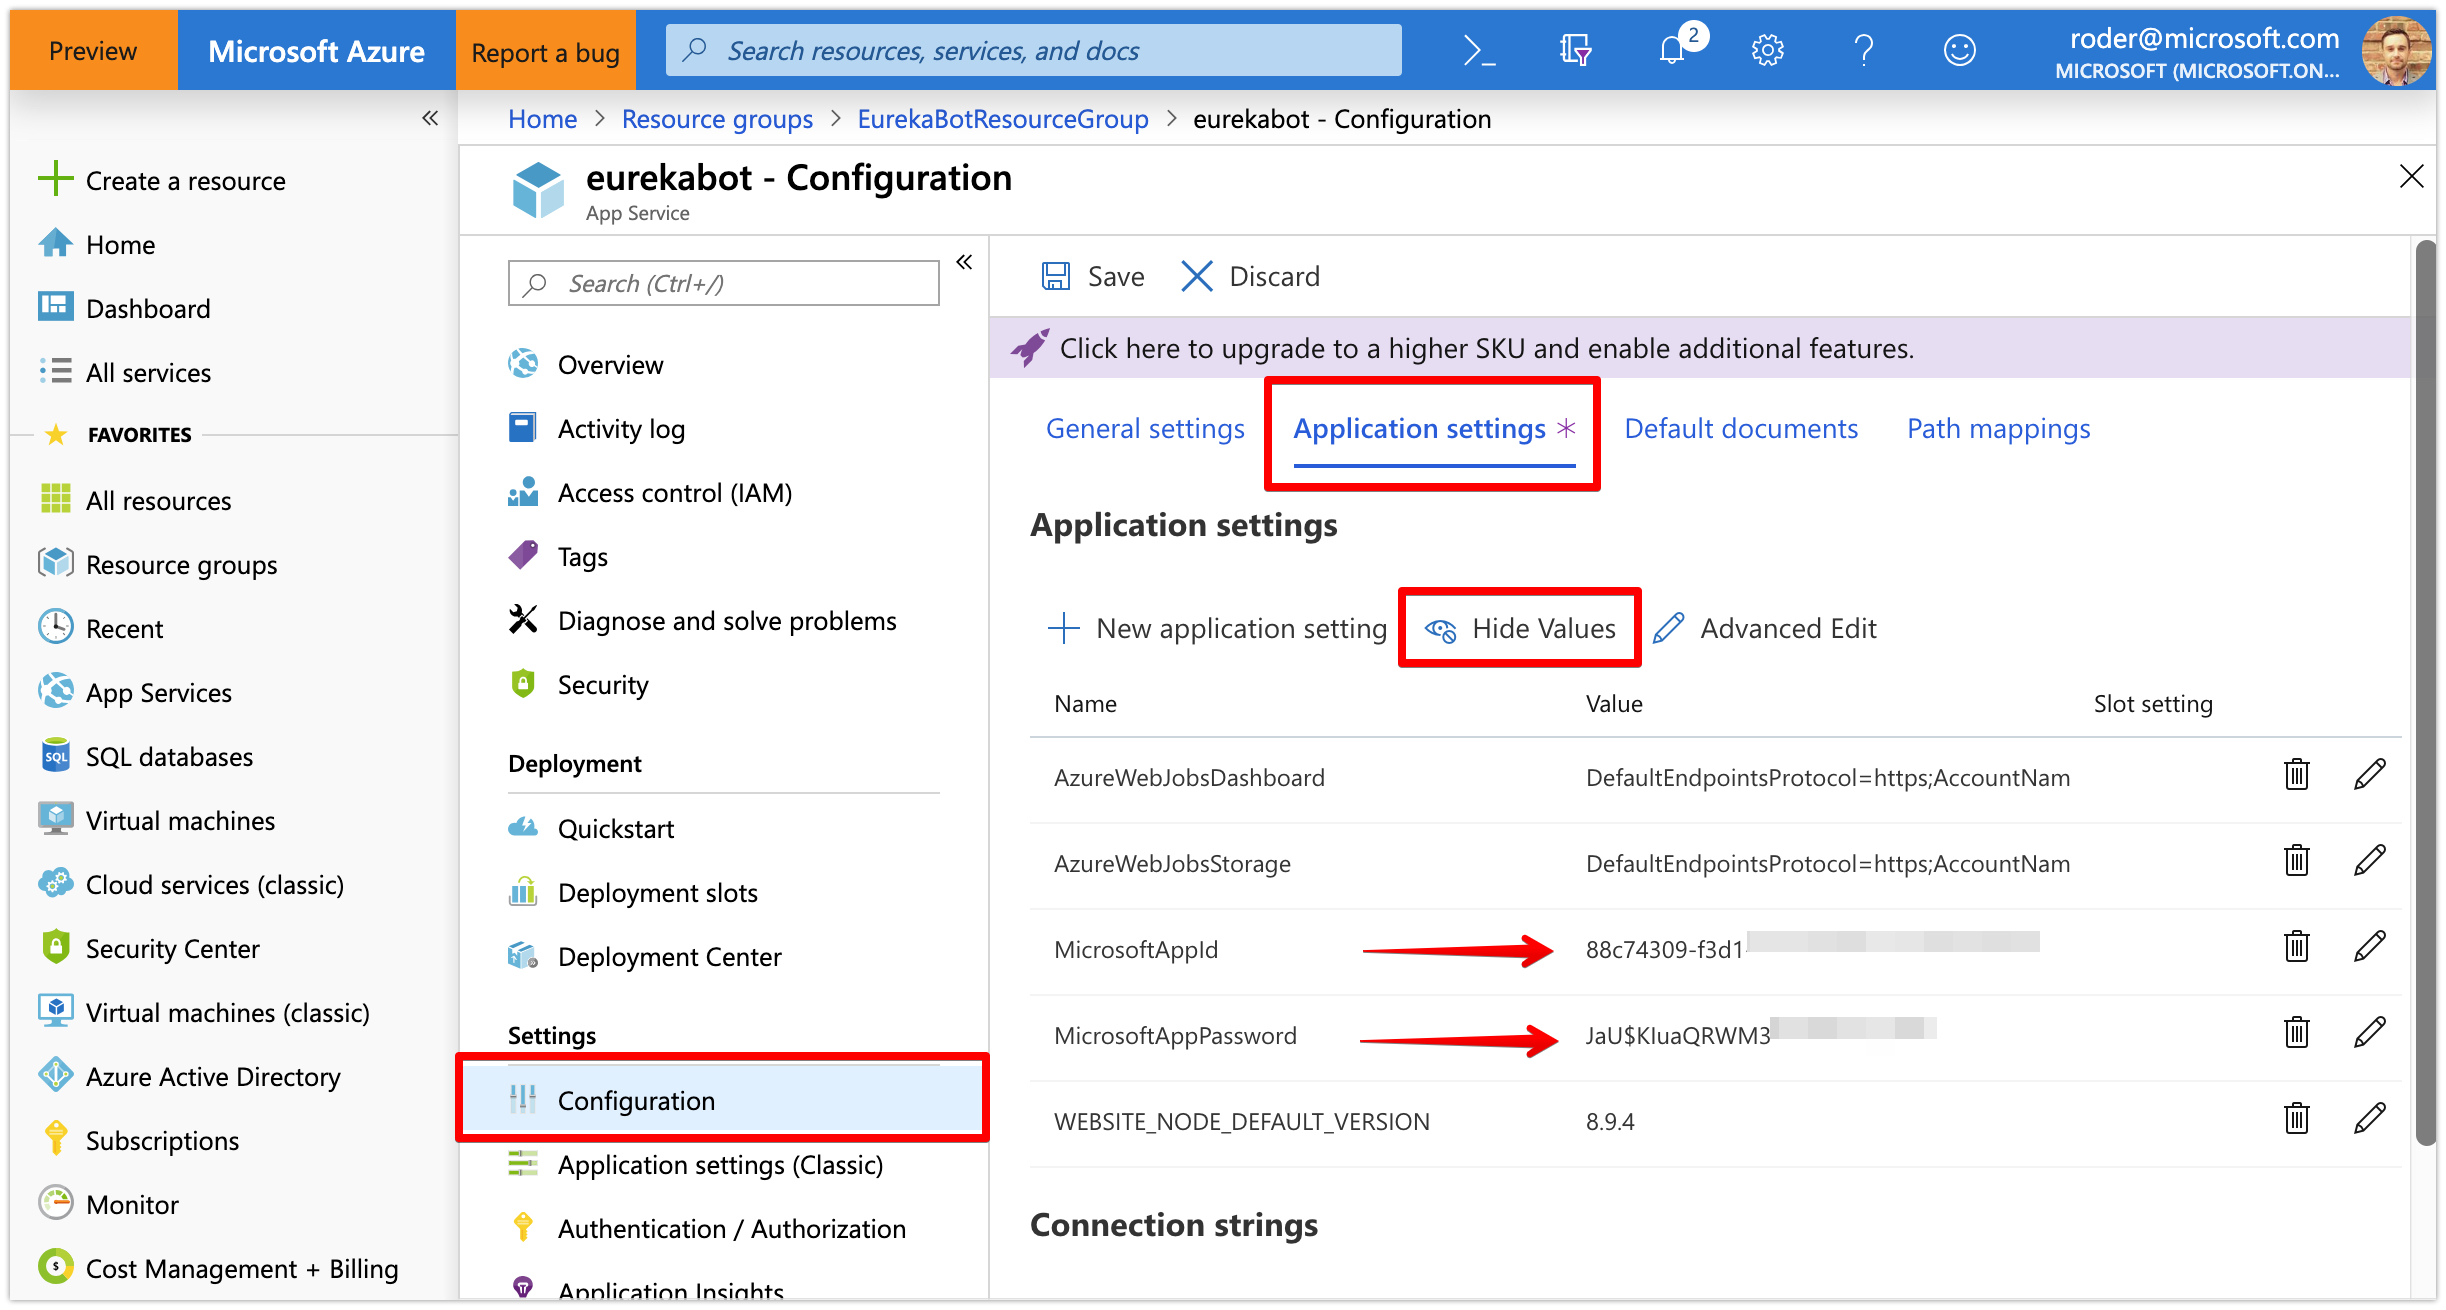 Preview
Microsoft Azure
Report a bug
Search resources, services, and docs
2
roder@microsoft.com
MICROSOFT (MICROSOFT.ON...
Home > Resource groups > EurekaBotResourceGroup > eurekabot - Configuration
eurekabot - Configuration
App Service
Create a resource
Home
Dashboard
All services
FAVORITES
All resources
Resource groups
Recent
App Services
SQL databases
Virtual machines
Cloud services (classic)
Security Center
Virtual machines (classic)
Azure Active Directory
Subscriptions
Monitor
Cost Management + Billing
Search (Ctrl+/)
Overview
Activity log
Access control (IAM)
Tags
Diagnose and solve problems
Security
Deployment
Quickstart
Deployment slots
Deployment Center
Settings
Configuration
Application settings (Classic)
Authentication / Authorization
Application Insights
Save
Discard
Click here to upgrade to a higher SKU and enable additional features.
General settings
Application settings *
Default documents
Path mappings
Application settings
New application setting
Hide Values
Advanced Edit
Name Value Slot setting
AzureWebJobsDashboard DefaultEndpointsProtocol=https;AccountNam
AzureWebJobsStorage DefaultEndpointsProtocol=https;AccountNam
MicrosoftAppId 88c74309-f3d1-
MicrosoftAppPassword JaU$KIuaQRWM3
WEBSITE_NODE_DEFAULT_VERSION 8.9.4
Connection strings